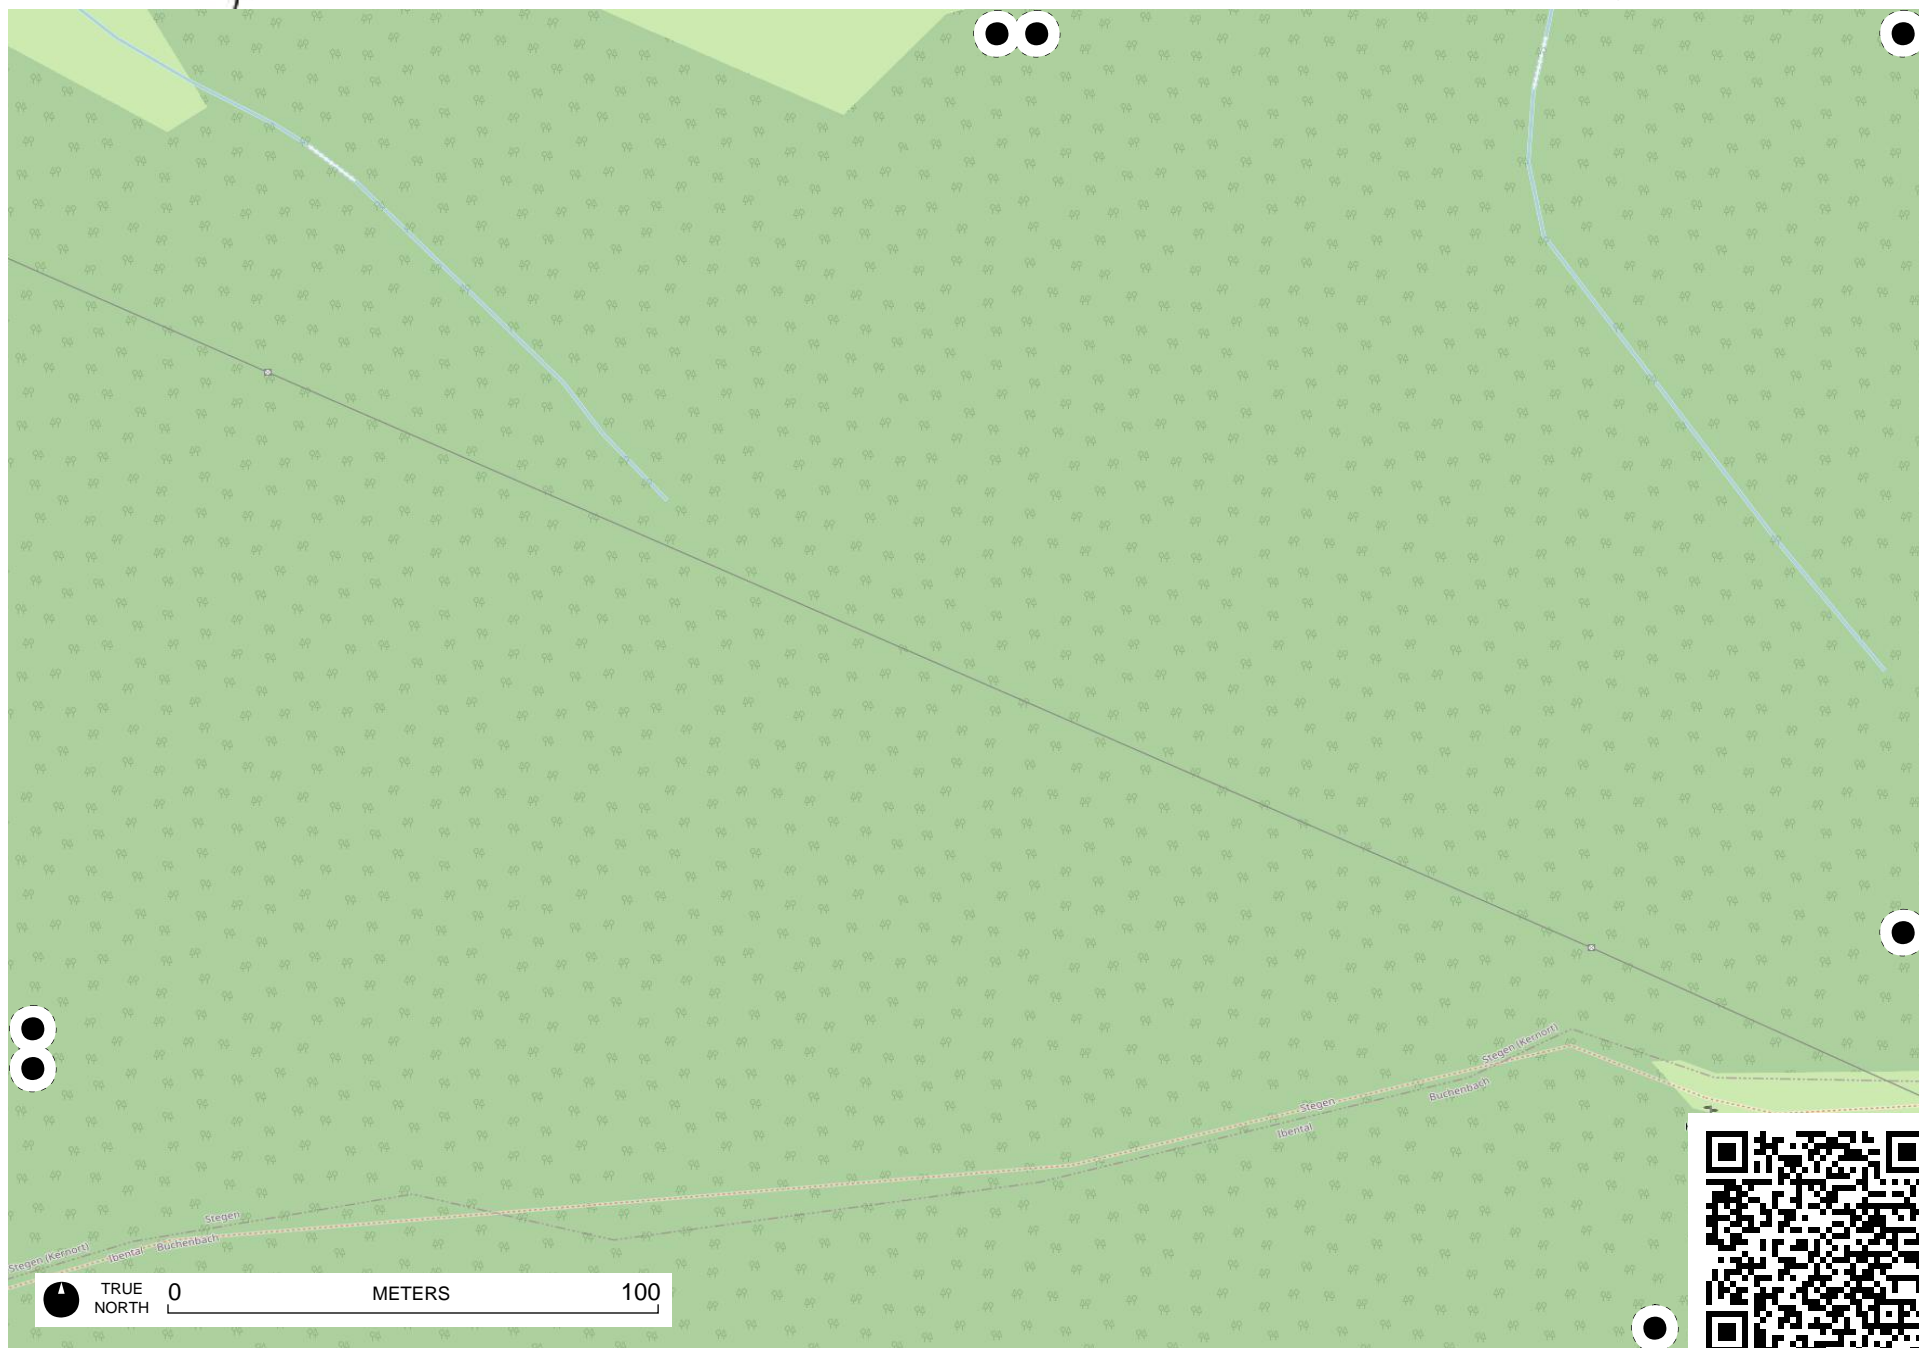 Stegen (Kernort)
Buchenbach
Stegen
Ibental
Stegen
Buchenbach
Ibental
Stegen (Kernort)
TRUE
NORTH
0 METERS 100